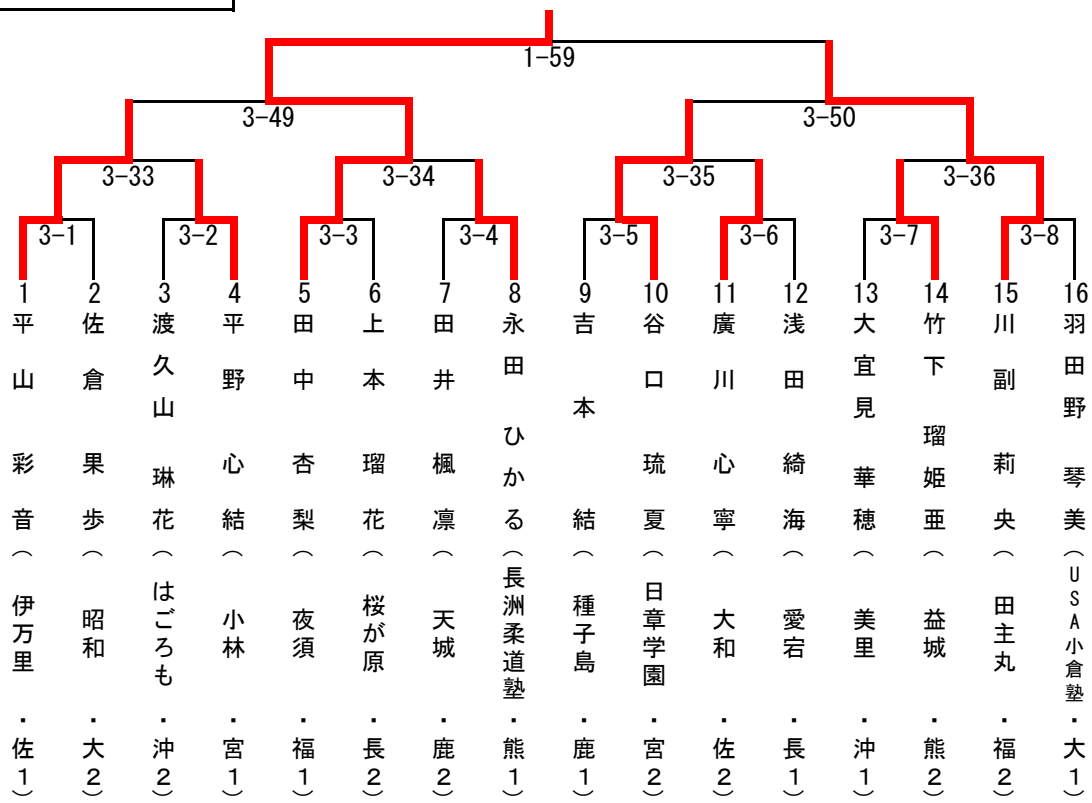 1-59
3-49
3-50
3-33
3-34
3-35
3-36
3-1
3-2
3-3
3-4
3-5
3-6
3-7
3-8
1 平山 彩音（伊万里・佐１）
2 佐倉 果歩（昭和・大２）
3 渡久山 琳花（はごろも・沖２）
4 平野 心結（小林・宮１）
5 田中 杏梨（夜須・福１）
6 上本 瑠花（桜が原・長２）
7 田井 楓凛（天城・鹿２）
8 永田 ひかる（長洲柔道塾・熊１）
9 吉本 結（種子島・鹿１）
10 谷口 琉夏（日章学園・宮２）
11 廣川 心寧（大和・佐２）
12 浅田 綺海（愛宕・長１）
13 大宜見 華穂（美里・沖１）
14 竹下 瑠姫亜（益城・熊２）
15 川副 莉央（田主丸・福２）
16 羽田野 琴美（ＵＳＡ小倉塾・大１）